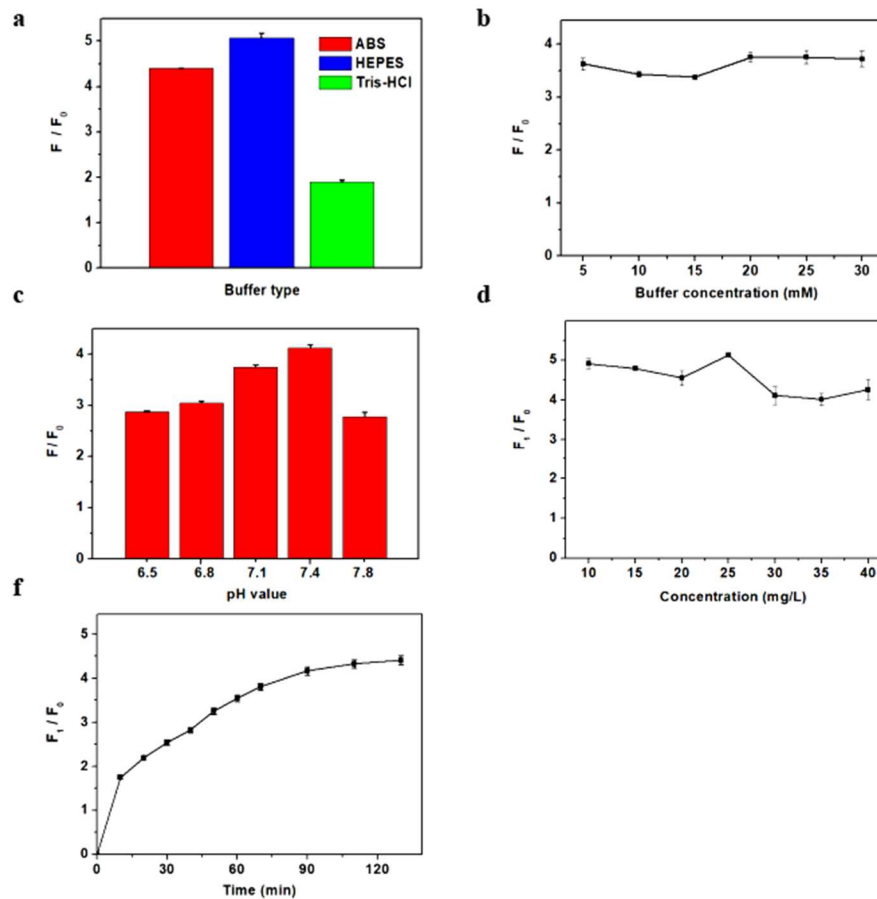 a
5
4
3
2
1
0
F / F0
ABS
HEPES
Tris-HCl
Buffer type
b
4
3
2
1
0
F / F0
5 10 15 20 25 30
Buffer concentration (mM)
c
4
3
2
1
0
F/ F0
6.5 6.8 7.1 7.4 7.8
pH value
d
5
4
3
2
1
0
F1 / F0
10 15 20 25 30 35 40
Concentration (mg/L)
f
5
4
3
2
1
0
F1 / F0
0 30 60 90 120
Time (min)